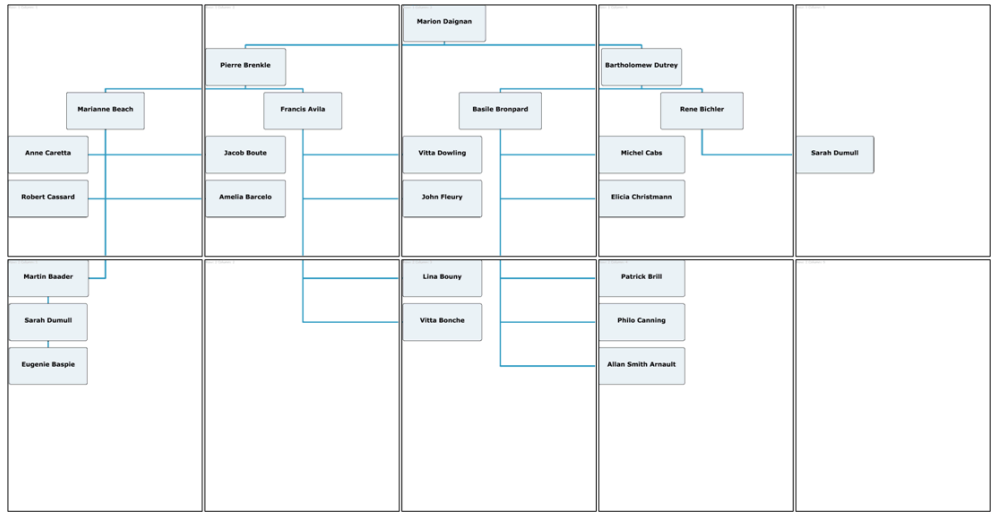 Marion Daignan
Pierre Brenkle
Bartholomew Dutrey
Marianne Beach
Francis Avila
Basile Bronpard
Rene Bichler
Anne Caretta
Jacob Boute
Vitta Dowling
Michel Cabs
Sarah Dumull
Robert Cassard
Amelia Barcelo
John Fleury
Elicia Christmann
Martin Baader
Lina Bouny
Patrick Brill
Sarah Dumull
Vitta Bonche
Philo Canning
Eugenie Baspie
Allan Smith Arnault